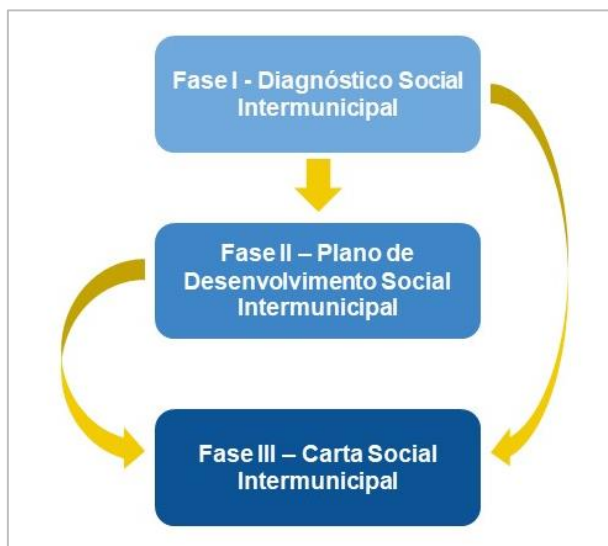 Fase I - Diagnóstico Social
Intermunicipal
Fase II – Plano de
Desenvolvimento Social
Intermunicipal
Fase III – Carta Social
Intermunicipal